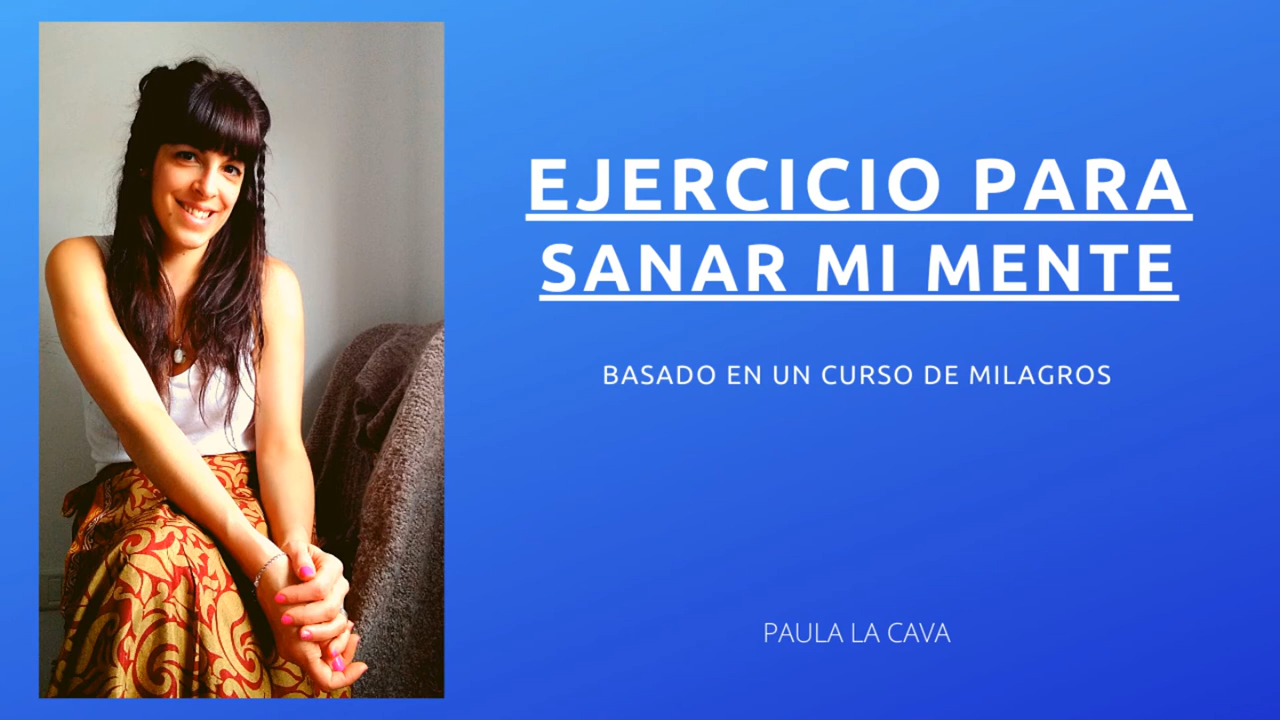 EJERCICIO PARA
SANAR MI MENTE
BASADO EN UN CURSO DE MILAGROS
PAULA LA CAVA